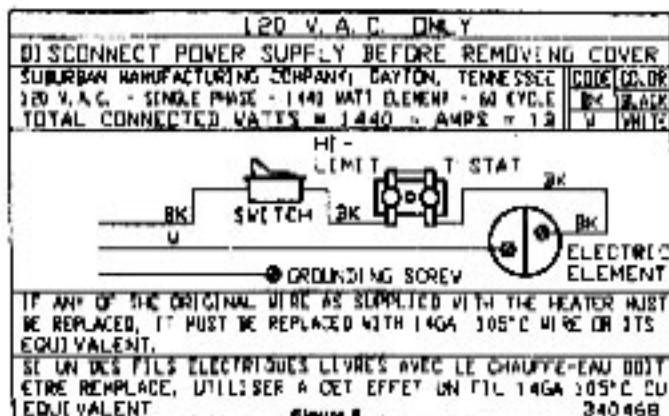 120 V. A. C. ONLY
DISCONNECT POWER SUPPLY BEFORE REMOVING COVER
SUBURBAN MANUFACTURING COMPANY, DAYTON, TENNESSEE
120 V. A.C. - SINGLE PHASE - 1440 WATT ELEMENT - 60 CYCLE
TOTAL CONNECTED WATTS = 1440 - AMPS = 12
CODE COLOR
BK BLACK
W WHITE
HI-
LIMIT T'STAT
BK
BK
SWITCH
BK
BK
W
ELECTRIC
ELEMENT
GROUNDING SCREW
IF ANY OF THE ORIGINAL WIRE AS SUPPLIED WITH THE HEATER MUST
BE REPLACED, IT MUST BE REPLACED WITH 14GA 105°C WIRE OR ITS
EQUIVALENT.
SI UN DES FILS ELECTRIQUES LIVRES AVEC LE CHAUFFE-EAU DOIT
ETRE REMPLACE, UTILISER A CET EFFET UN FIL 14GA 105°C OU
EQUIVALENT